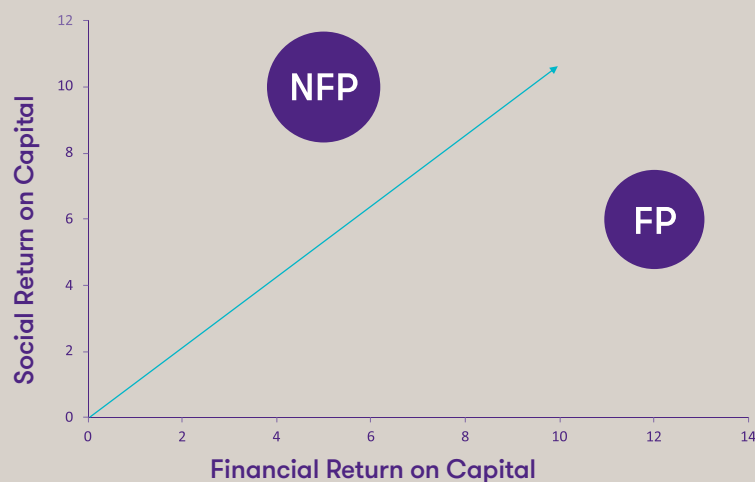 12
10
8
6
4
2
0
Social Return on Capital
NFP
FP
0 2 4 6 8 10 12 14
Financial Return on Capital